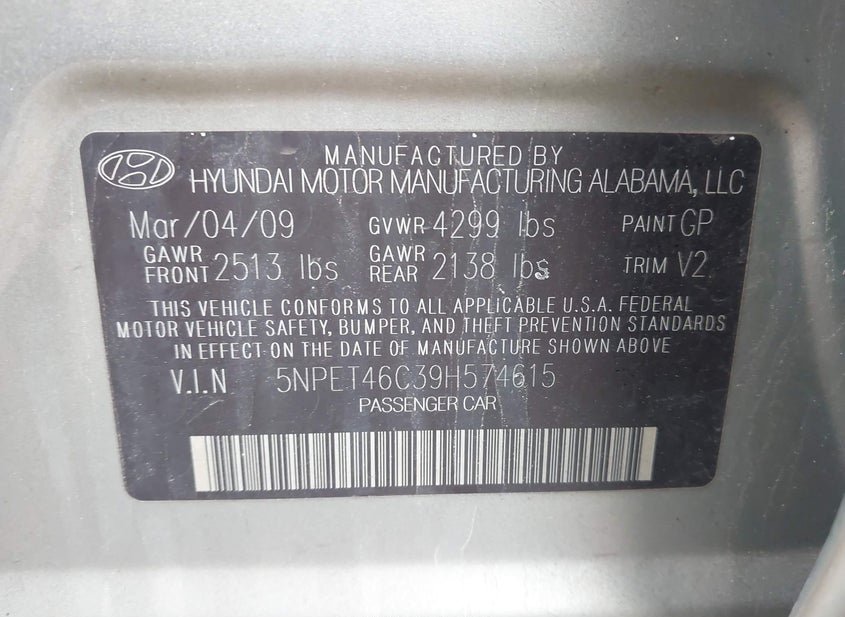 MANUFACTURED BY
HYUNDAI MOTOR MANUFACTURING ALABAMA, LLC
Mar/04/09 GVWR 4299 lbs PAINT GP
GAWR FRONT 2513 lbs GAWR REAR 2138 lbs TRIM V2
THIS VEHICLE CONFORMS TO ALL APPLICABLE U.S.A. FEDERAL
MOTOR VEHICLE SAFETY, BUMPER, AND THEFT PREVENTION STANDARDS
IN EFFECT ON THE DATE OF MANUFACTURE SHOWN ABOVE
V.I.N 5NPET46C39H574615
PASSENGER CAR